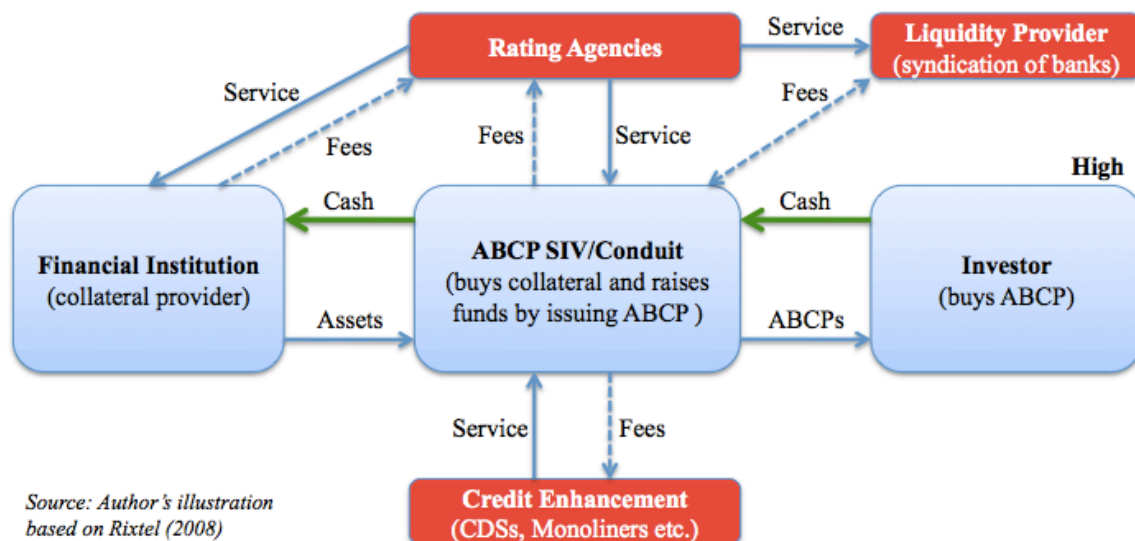 Rating Agencies
Service
Liquidity Provider
(syndication of banks)
Service
Fees
Fees
Service
Fees
High
Cash
Cash
Financial Institution
(collateral provider)
ABCP SIV/Conduit
(buys collateral and raises
funds by issuing ABCP )
Investor
(buys ABCP)
Assets
ABCPs
Service
Fees
Source: Author's illustration
based on Rixtel (2008)
Credit Enhancement
(CDSs, Monoliners etc.)